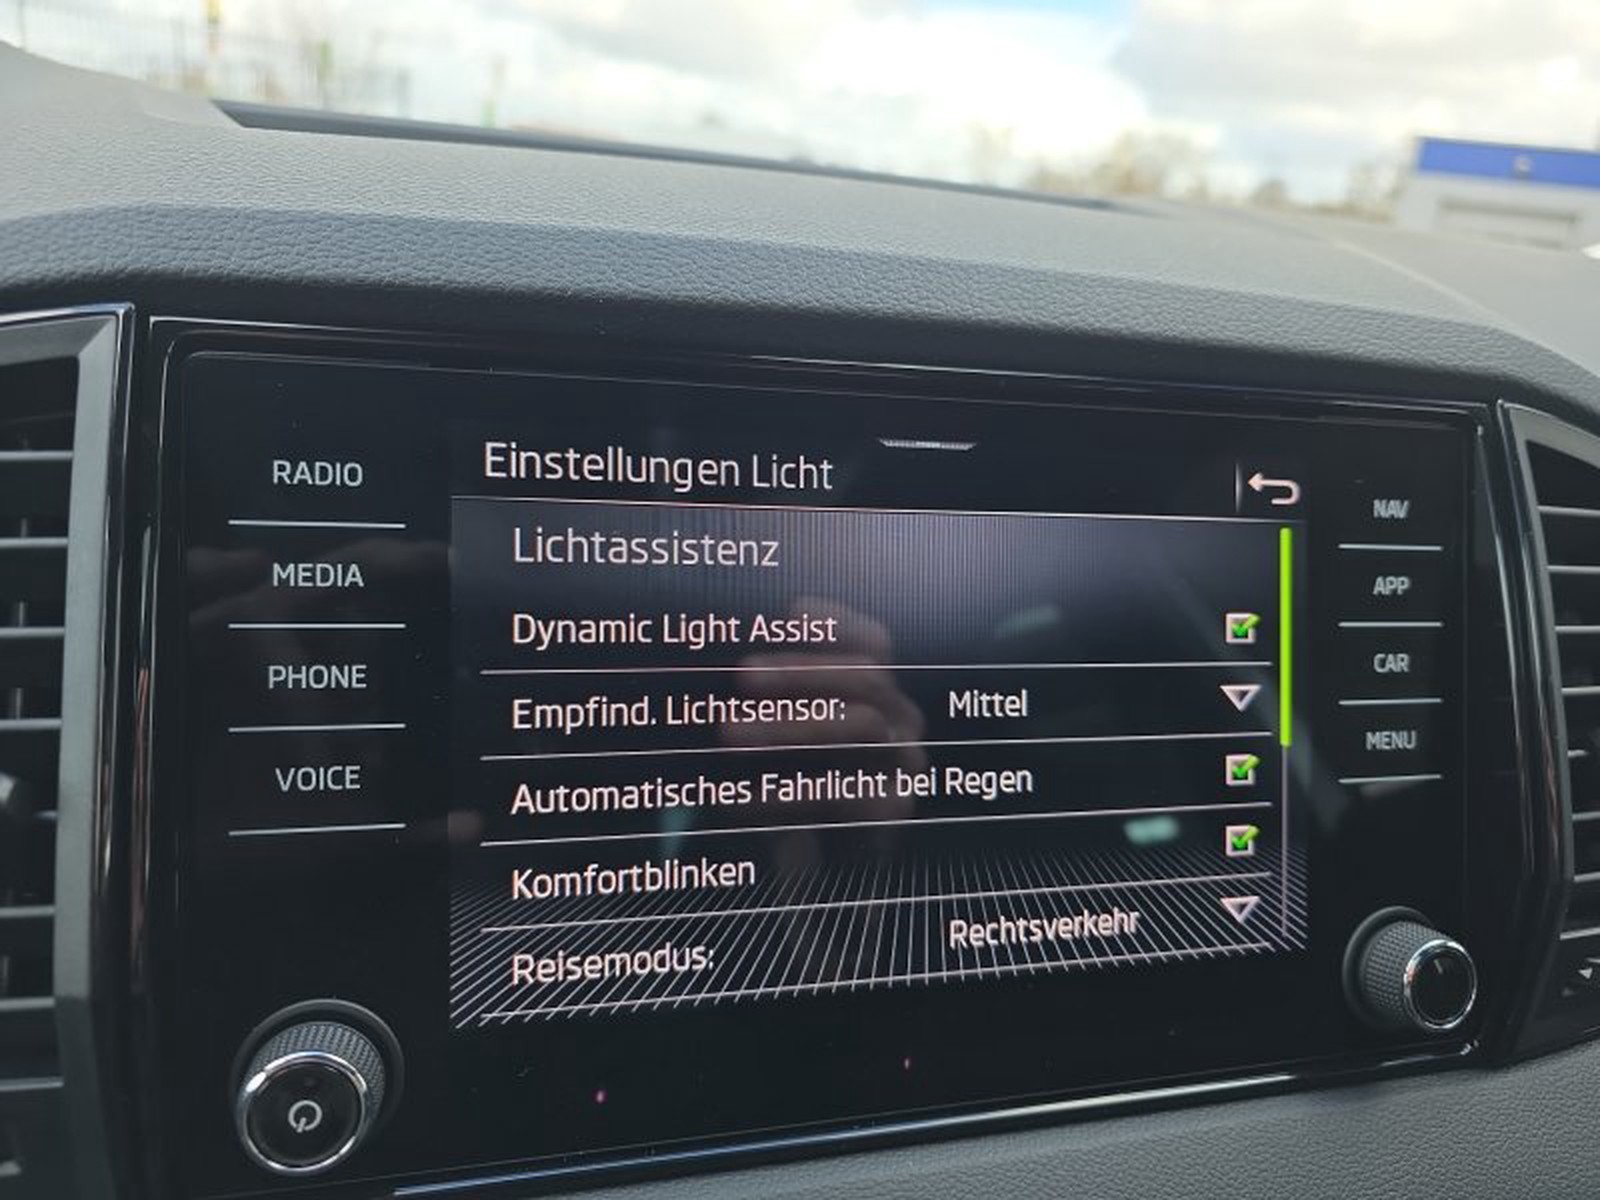 RADIO
MEDIA
PHONE
VOICE
Einstellungen Licht
Lichtassistenz
Dynamic Light Assist
Empfind. Lichtsensor: Mittel
Automatisches Fahrlicht bei Regen
Komfortblinken
Reisemodus: Rechtsverkehr
NAV
APP
CAR
MENU